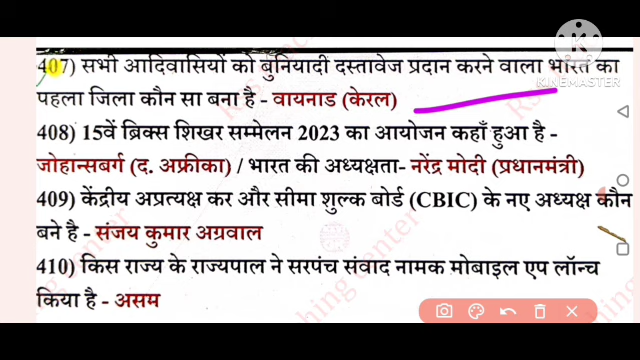 407) सभी आदिवासियों को बुनियादी दस्तावेज प्रदान करने वाला भारत का
पहला जिला कौन सा बना है - वायनाड (केरल)
408) 15वें ब्रिक्स शिखर सम्मेलन 2023 का आयोजन कहाँ हुआ है -
जोहान्सबर्ग (द. अफ्रीका) / भारत की अध्यक्षता- नरेंद्र मोदी (प्रधानमंत्री)
409) केंद्रीय अप्रत्यक्ष कर और सीमा शुल्क बोर्ड (CBIC) के नए अध्यक्ष कौन
बने है - संजय कुमार अग्रवाल
410) किस राज्य के राज्यपाल ने सरपंच संवाद नामक मोबाइल एप लॉन्च
किया है - असम
KINEMASTER